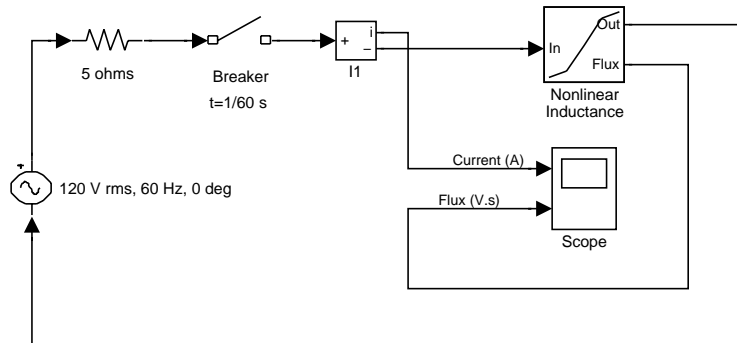 5 ohms
Breaker
t=1/60 s
+
i
−
I1
In
Out
Flux
Nonlinear
Inductance
+
120 V rms, 60 Hz, 0 deg
Current (A)
Flux (V.s)
Scope